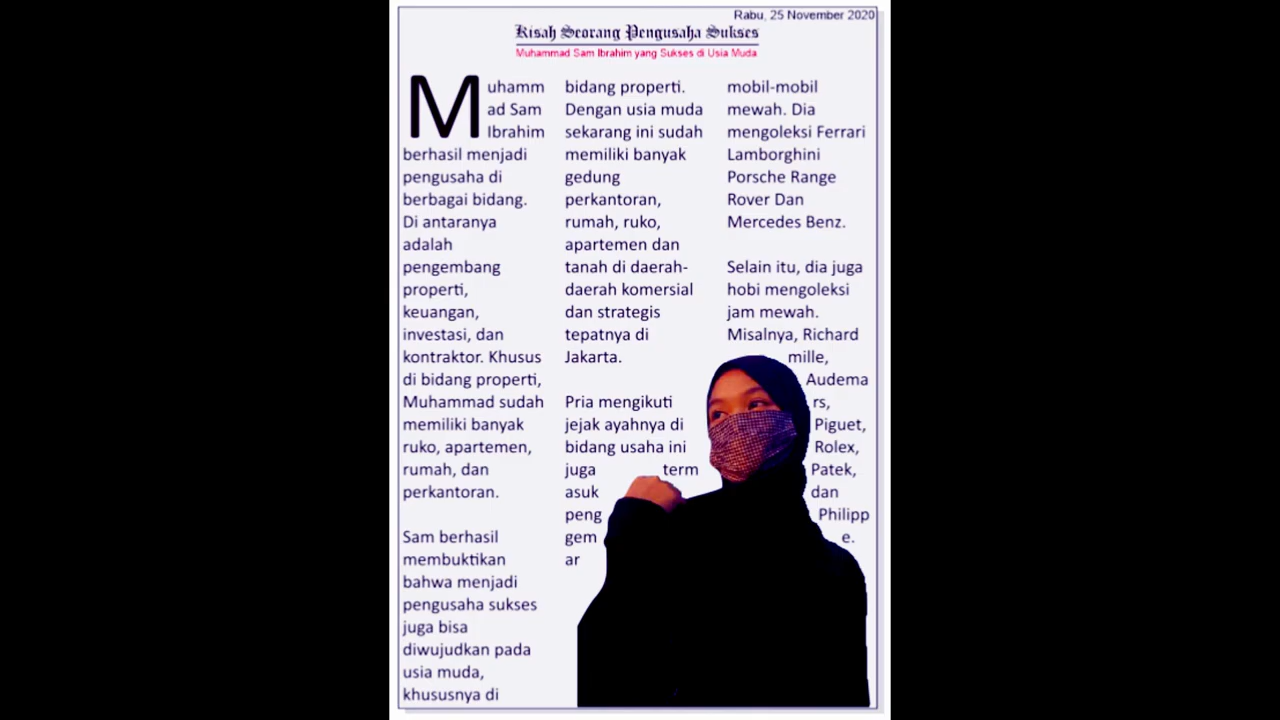 Rabu, 25 November 2020
Kisah Seorang Pengusaha Sukses
Muhammad Sam Ibrahim yang Sukses di Usia Muda
Muhamm
ad Sam
Ibrahim
berhasil menjadi
pengusaha di
berbagai bidang.
Di antaranya
adalah
pengembang
properti,
keuangan,
investasi, dan
kontraktor. Khusus
di bidang properti,
Muhammad sudah
memiliki banyak
ruko, apartemen,
rumah, dan
perkantoran.
Sam berhasil
membuktikan
bahwa menjadi
pengusaha sukses
juga bisa
diwujudkan pada
usia muda,
khususnya di
bidang properti.
Dengan usia muda
sekarang ini sudah
memiliki banyak
gedung
perkantoran,
rumah, ruko,
apartemen dan
tanah di daerah-
daerah komersial
dan strategis
tepatnya di
Jakarta.
Pria mengikuti
jejak ayahnya di
bidang usaha ini
juga term
asuk
peng
gem
ar
mobil-mobil
mewah. Dia
mengoleksi Ferrari
Lamborghini
Porsche Range
Rover Dan
Mercedes Benz.
Selain itu, dia juga
hobi mengoleksi
jam mewah.
Misalnya, Richard
mille,
Audema
rs,
Piguet,
Rolex,
Patek,
dan
Philipp
e.